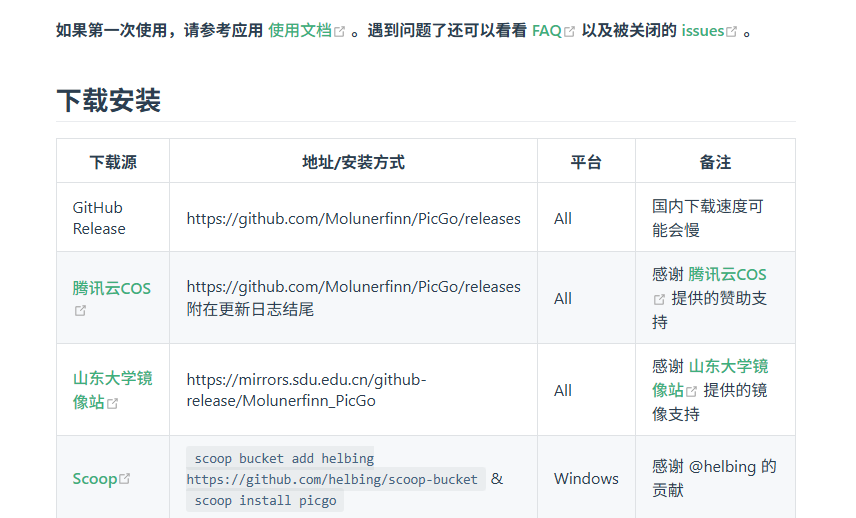 如果第一次使用，请参考应用 使用文档 。遇到问题了还可以看看 FAQ 以及被关闭的 issues 。
下载安装
下载源 地址/安装方式 平台 备注
GitHub Release https://github.com/Molunerfinn/PicGo/releases All 国内下载速度可能会慢
腾讯云COS https://github.com/Molunerfinn/PicGo/releases 附在更新日志结尾 All 感谢 腾讯云COS 提供的赞助支持
山东大学镜像站 https://mirrors.sdu.edu.cn/github-release/Molunerfinn_PicGo All 感谢 山东大学镜像站 提供的镜像支持
Scoop scoop bucket add helbing https://github.com/helbing/scoop-bucket & scoop install picgo Windows 感谢 @helbing 的贡献